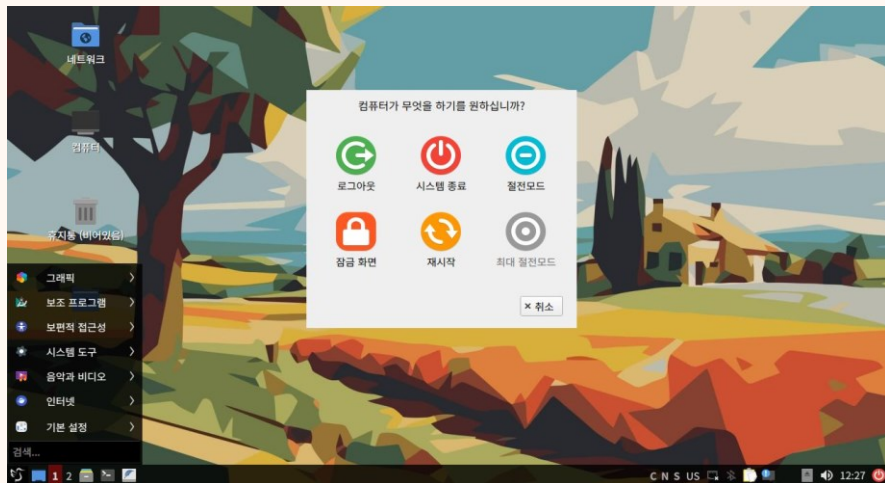 네트워크
컴퓨터
휴지통 (비어있음)
컴퓨터가 무엇을 하기를 원하십니까?
로그아웃
시스템 종료
절전모드
잠금 화면
재시작
최대 절전모드
× 취소
그래픽
보조 프로그램
보편적 접근성
시스템 도구
음악과 비디오
인터넷
기본 설정
검색...
1 2
C N S US
12:27